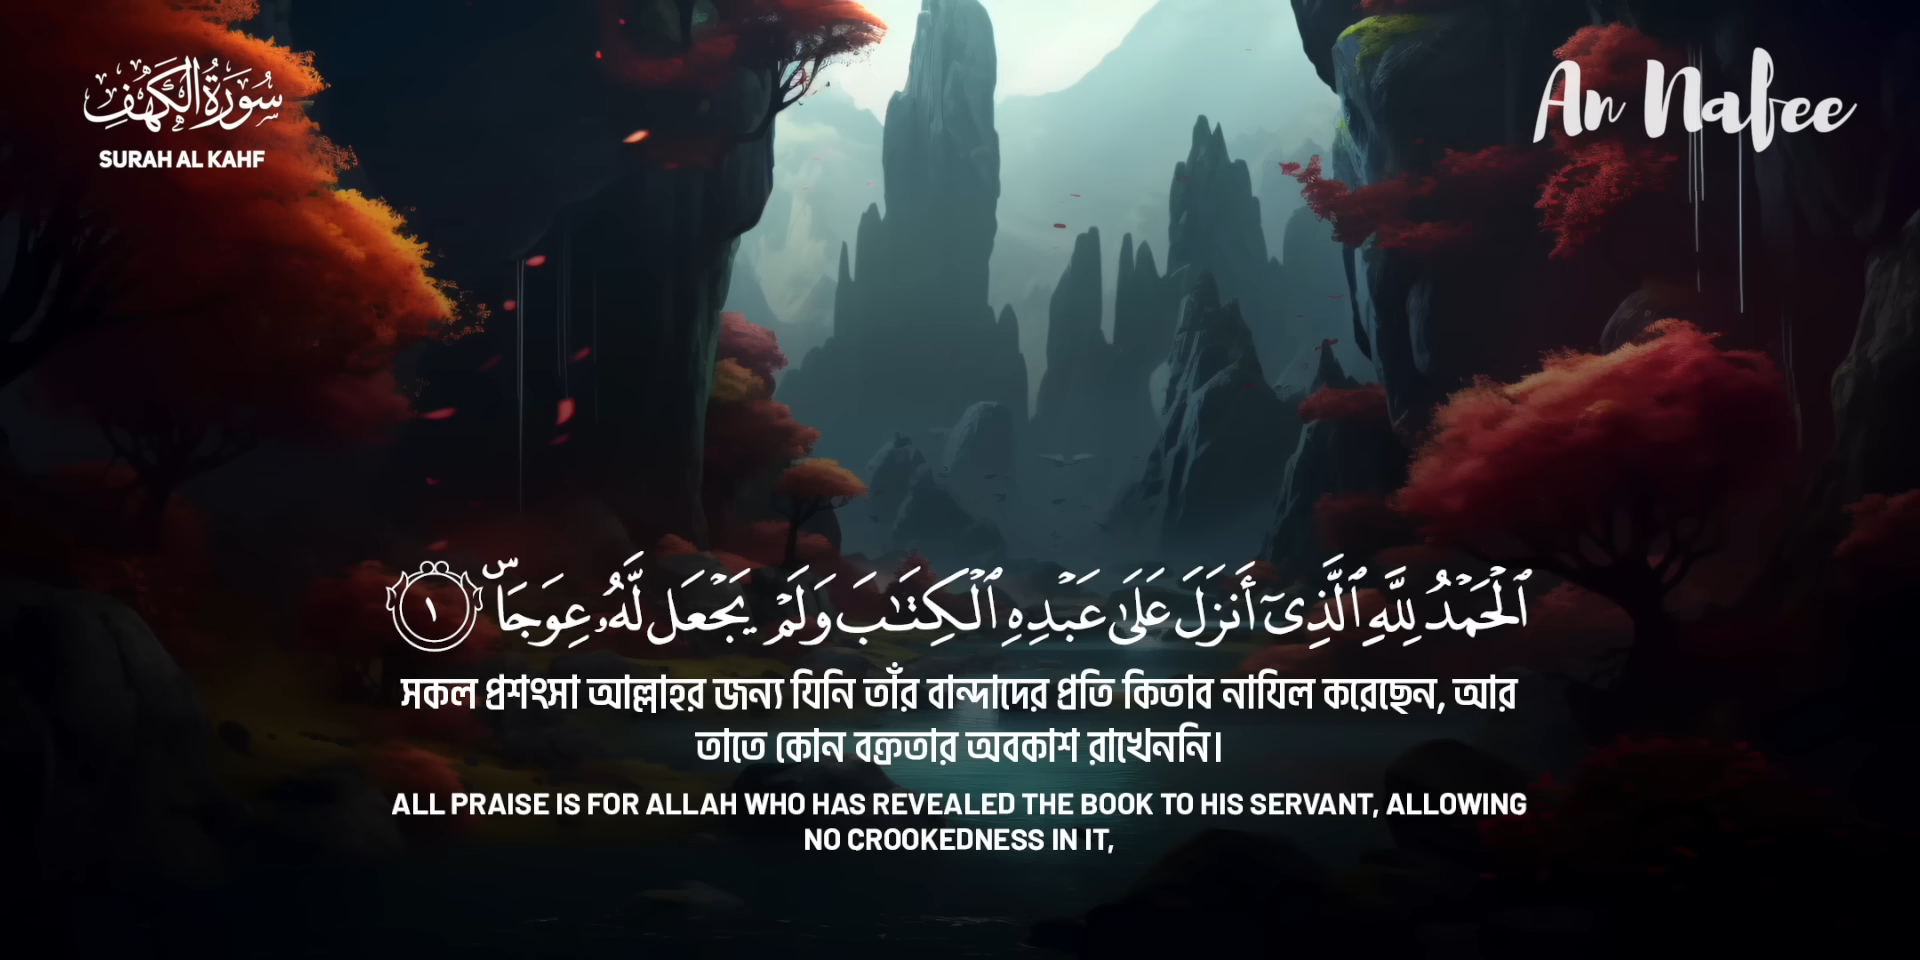 سُورَةُ الكَهْفِ
SURAH AL KAHF
An Nafee
ٱلْحَمْدُ لِلَّهِ ٱلَّذِىٓ أَنزَلَ عَلَىٰ عَبْدِهِ ٱلْكِتَـٰبَ وَلَمْ يَجْعَل لَّهُۥ عِوَجَاۜ ١
সকল প্রশংসা আল্লাহর জন্য যিনি তাঁর বান্দাদের প্রতি কিতাব নাযিল করেছেন, আর
তাতে কোন বক্রতার অবকাশ রাখেননি।
ALL PRAISE IS FOR ALLAH WHO HAS REVEALED THE BOOK TO HIS SERVANT, ALLOWING
NO CROOKEDNESS IN IT,